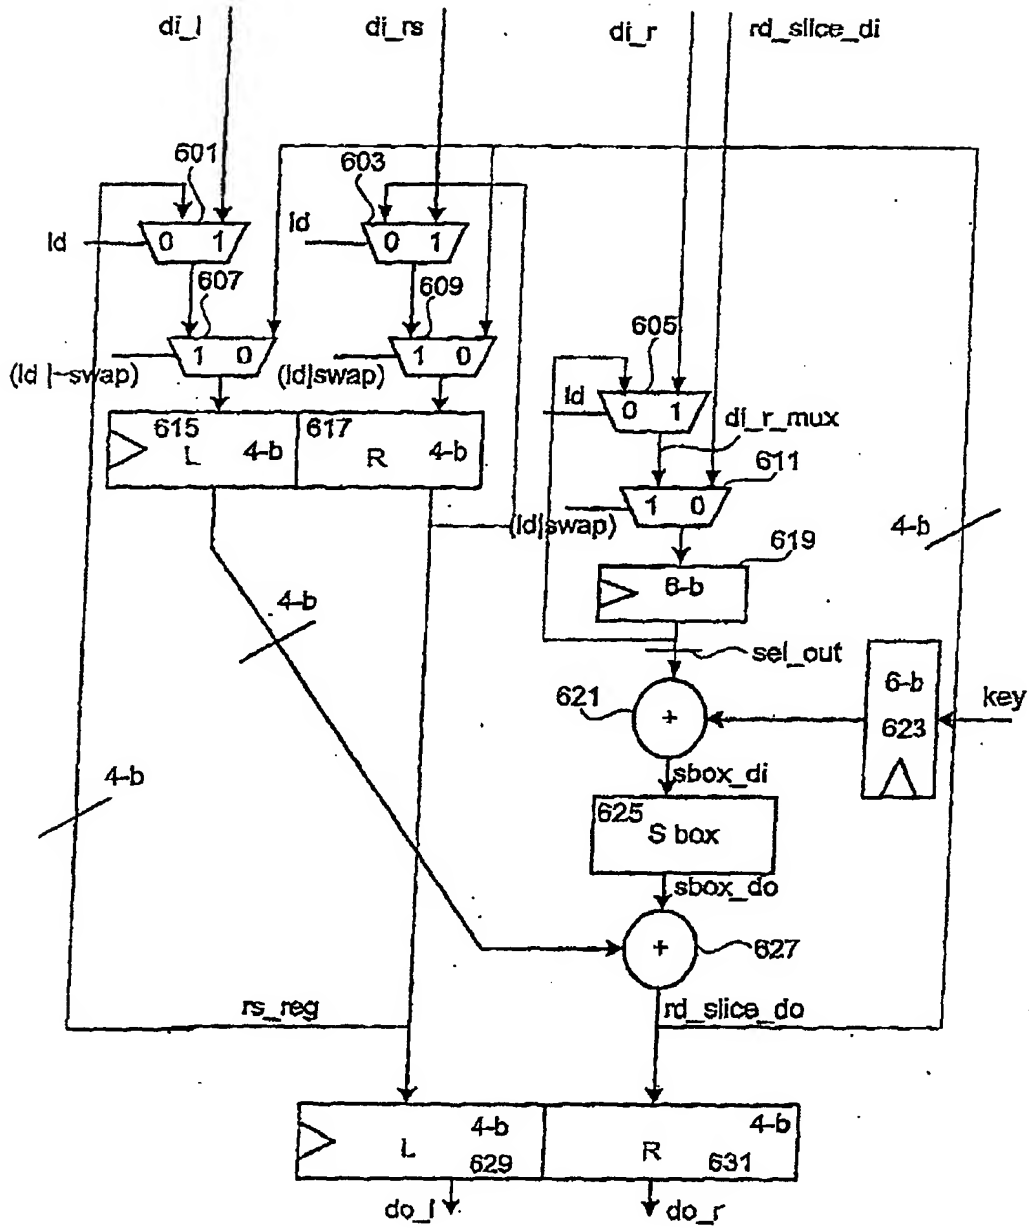 di_l
di_rs
di_r
rd_slice_di
601
603
ld
0 1
ld
0 1
607
609
605
(ld |~swap)
1 0
(ld|swap)
1 0
ld
0 1
di_r_mux
615
L
4-b
617
R
4-b
611
(ld|swap)
1 0
4-b
619
6-b
4-b
sel_out
621
+
6-b
623
key
4-b
sbox_di
625
S box
sbox_do
+
627
rs_reg
rd_slice_do
4-b
L
629
4-b
R
631
do_l
do_r